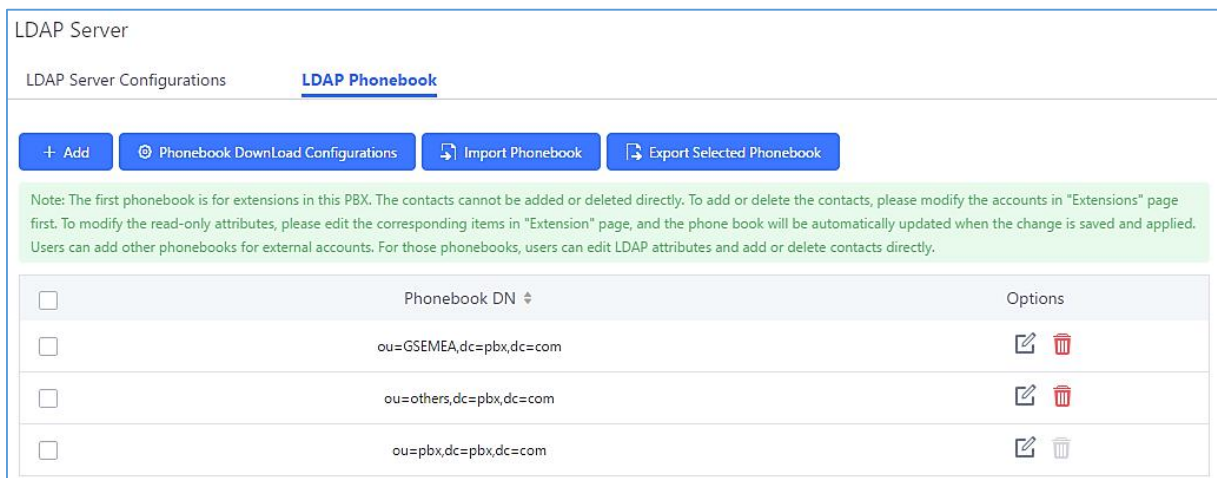 LDAP Server
LDAP Server Configurations LDAP Phonebook
+ Add Phonebook DownLoad Configurations Import Phonebook Export Selected Phonebook
Note: The first phonebook is for extensions in this PBX. The contacts cannot be added or deleted directly. To add or delete the contacts, please modify the accounts in "Extensions" page
first. To modify the read-only attributes, please edit the corresponding items in "Extension" page, and the phone book will be automatically updated when the change is saved and applied.
Users can add other phonebooks for external accounts. For those phonebooks, users can edit LDAP attributes and add or delete contacts directly.
Phonebook DN Options
ou=GSEMEA,dc=pbx,dc=com
ou=others,dc=pbx,dc=com
ou=pbx,dc=pbx,dc=com